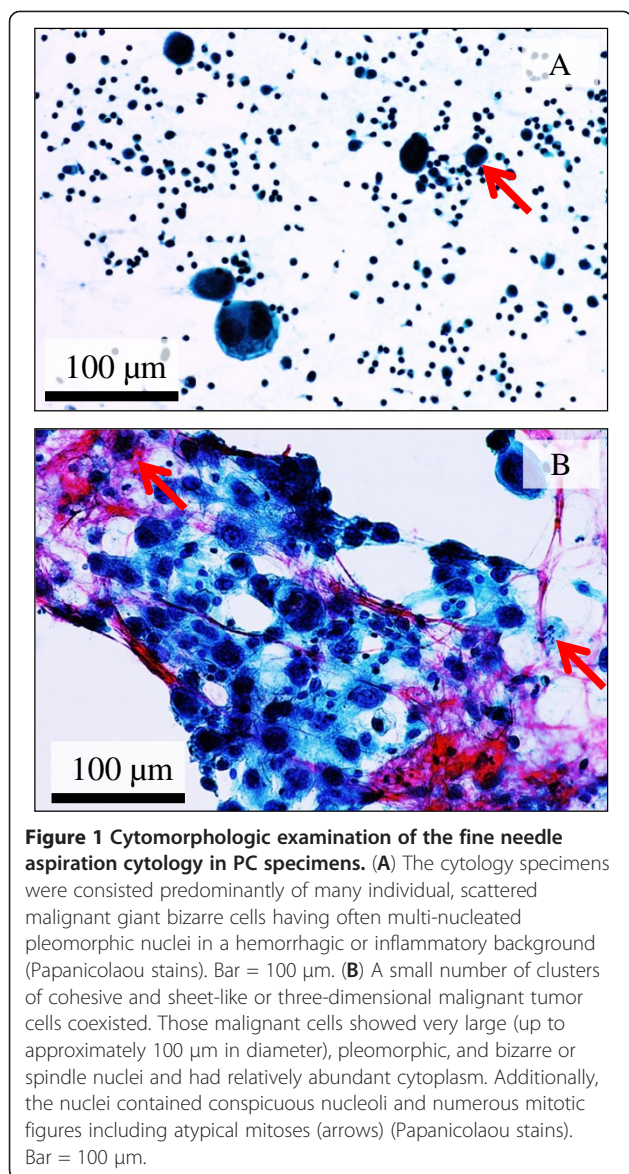 A
100 µm
B
100 µm
Figure 1 Cytomorphologic examination of the fine needle
aspiration cytology in PC specimens. (A) The cytology specimens
were consisted predominantly of many individual, scattered
malignant giant bizarre cells having often multi-nucleated
pleomorphic nuclei in a hemorrhagic or inflammatory background
(Papanicolaou stains). Bar = 100 µm. (B) A small number of clusters
of cohesive and sheet-like or three-dimensional malignant tumor
cells coexisted. Those malignant cells showed very large (up to
approximately 100 µm in diameter), pleomorphic, and bizarre or
spindle nuclei and had relatively abundant cytoplasm. Additionally,
the nuclei contained conspicuous nucleoli and numerous mitotic
figures including atypical mitoses (arrows) (Papanicolaou stains).
Bar = 100 µm.